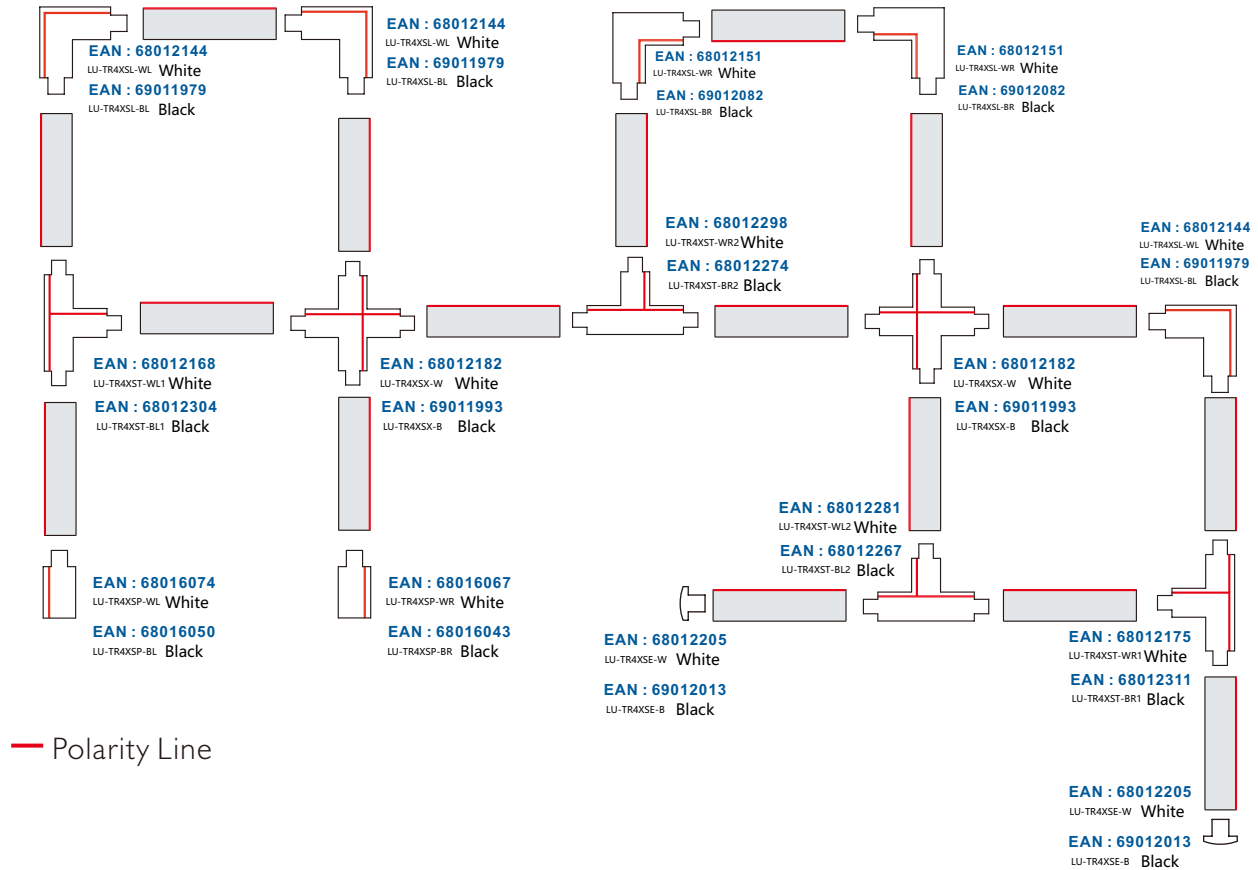 EAN : 68012144
LU-TR4XSL-WL White
EAN : 69011979
LU-TR4XSL-BL Black
EAN : 68012144
LU-TR4XSL-WL White
EAN : 69011979
LU-TR4XSL-BL Black
EAN : 68012151
LU-TR4XSL-WR White
EAN : 69012082
LU-TR4XSL-BR Black
EAN : 68012151
LU-TR4XSL-WR White
EAN : 69012082
LU-TR4XSL-BR Black
EAN : 68012298
LU-TR4XST-WR2 White
EAN : 68012274
LU-TR4XST-BR2 Black
EAN : 68012144
LU-TR4XSL-WL White
EAN : 69011979
LU-TR4XSL-BL Black
EAN : 68012168
LU-TR4XST-WL1 White
EAN : 68012304
LU-TR4XST-BL1 Black
EAN : 68012182
LU-TR4XSX-W White
EAN : 69011993
LU-TR4XSX-B Black
EAN : 68012182
LU-TR4XSX-W White
EAN : 69011993
LU-TR4XSX-B Black
EAN : 68012281
LU-TR4XST-WL2 White
EAN : 68012267
LU-TR4XST-BL2 Black
EAN : 68016074
LU-TR4XSP-WL White
EAN : 68016050
LU-TR4XSP-BL Black
EAN : 68016067
LU-TR4XSP-WR White
EAN : 68016043
LU-TR4XSP-BR Black
EAN : 68012205
LU-TR4XSE-W White
EAN : 69012013
LU-TR4XSE-B Black
EAN : 68012175
LU-TR4XST-WR1 White
EAN : 68012311
LU-TR4XST-BR1 Black
Polarity Line
EAN : 68012205
LU-TR4XSE-W White
EAN : 69012013
LU-TR4XSE-B Black